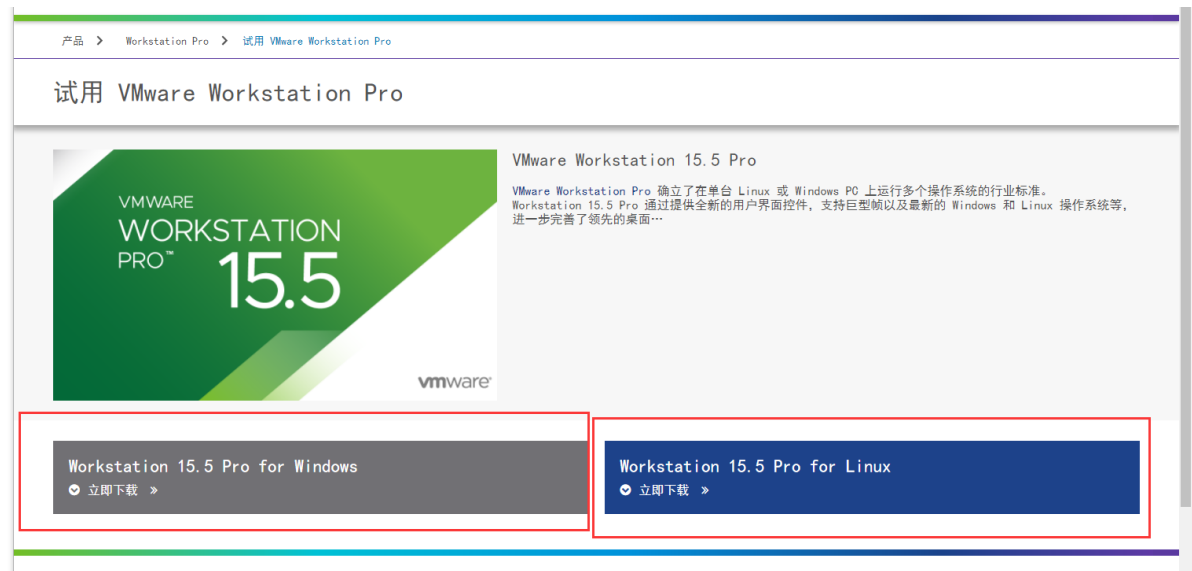 产品 > Workstation Pro > 试用 VMware Workstation Pro
试用 VMware Workstation Pro
VMWARE
WORKSTATION
PRO™ 15.5
vmware®
VMware Workstation 15.5 Pro
VMware Workstation Pro 确立了在单台 Linux 或 Windows PC 上运行多个操作系统的行业标准。
Workstation 15.5 Pro 通过提供全新的用户界面控件, 支持巨型帧以及最新的 Windows 和 Linux 操作系统等,
进一步完善了领先的桌面…
Workstation 15.5 Pro for Windows
立即下载 »
Workstation 15.5 Pro for Linux
立即下载 »